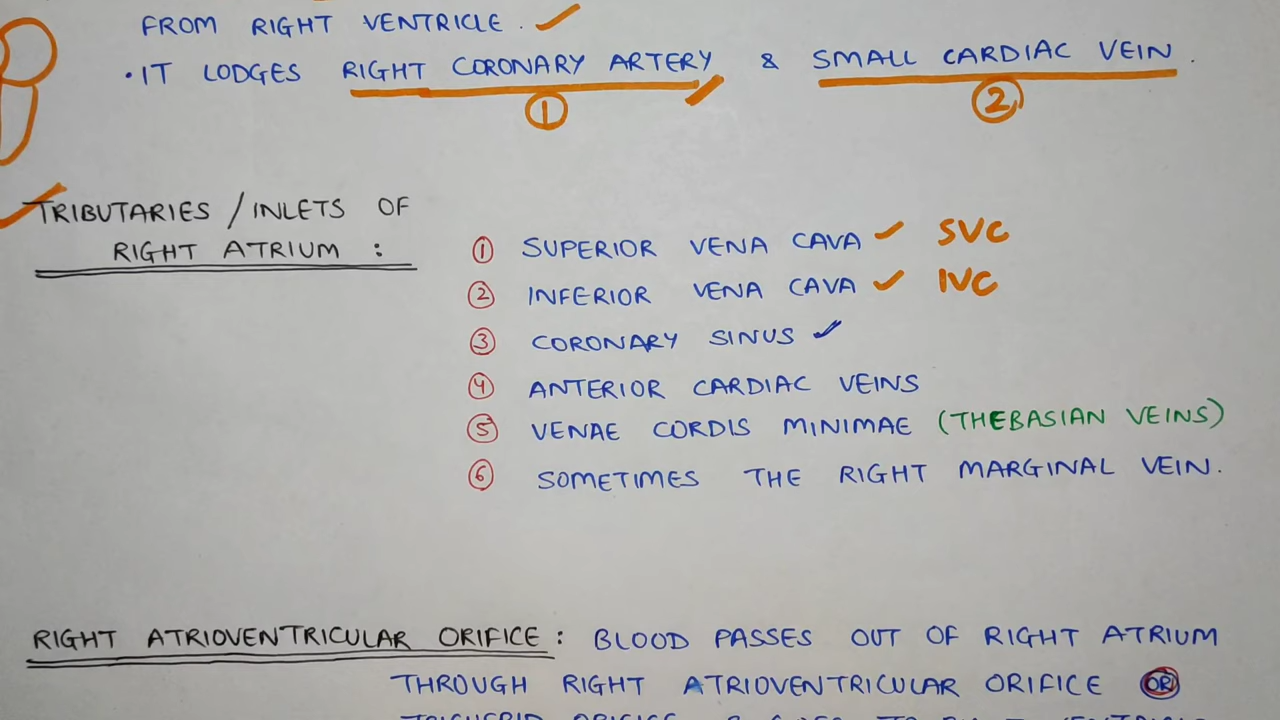 FROM RIGHT VENTRICLE.
• IT LODGES RIGHT CORONARY ARTERY & SMALL CARDIAC VEIN.
1 2
TRIBUTARIES / INLETS OF
RIGHT ATRIUM :
1 SUPERIOR VENA CAVA SVC
2 INFERIOR VENA CAVA IVC
3 CORONARY SINUS
4 ANTERIOR CARDIAC VEINS
5 VENAE CORDIS MINIMAE (THEBASIAN VEINS)
6 SOMETIMES THE RIGHT MARGINAL VEIN.
RIGHT ATRIOVENTRICULAR ORIFICE : BLOOD PASSES OUT OF RIGHT ATRIUM
THROUGH RIGHT ATRIOVENTRICULAR ORIFICE OR